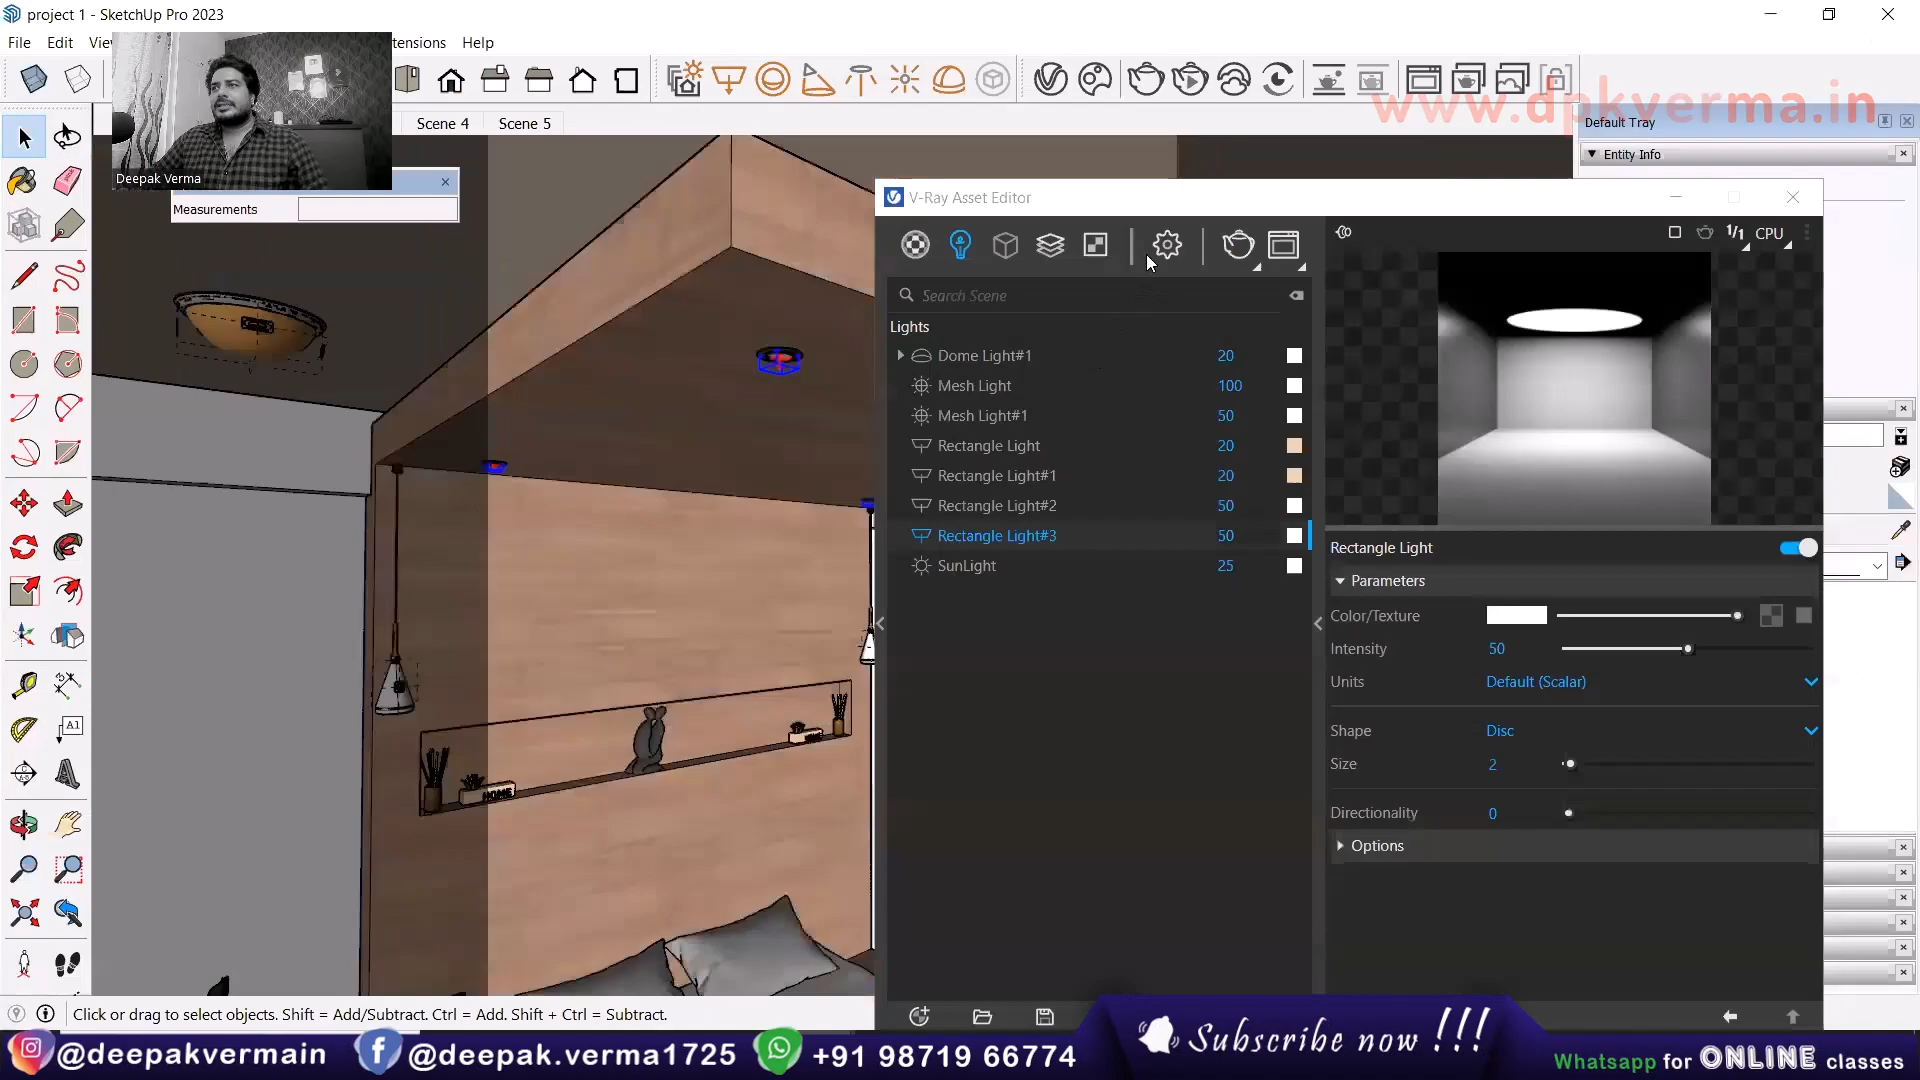 project 1 - SketchUp Pro 2023
File Edit Vie tensions Help
www.dpkverma.in
Scene 4 Scene 5
Default Tray
Entity Info
Deepak Verma
Measurements
V-Ray Asset Editor
1/1 CPU
Search Scene
Lights
Dome Light#1 20
Mesh Light 100
Mesh Light#1 50
Rectangle Light 20
Rectangle Light#1 20
Rectangle Light#2 50
Rectangle Light#3 50
SunLight 25
Rectangle Light
Parameters
Color/Texture
Intensity 50
Units Default (Scalar)
Shape Disc
Size 2
Directionality 0
Options
A1
HOME
Click or drag to select objects. Shift = Add/Subtract. Ctrl = Add. Shift + Ctrl = Subtract.
@deepakvermain @deepak.verma1725 +91 98719 66774
Subscribe now !!!
Whatsapp for ONLINE classes